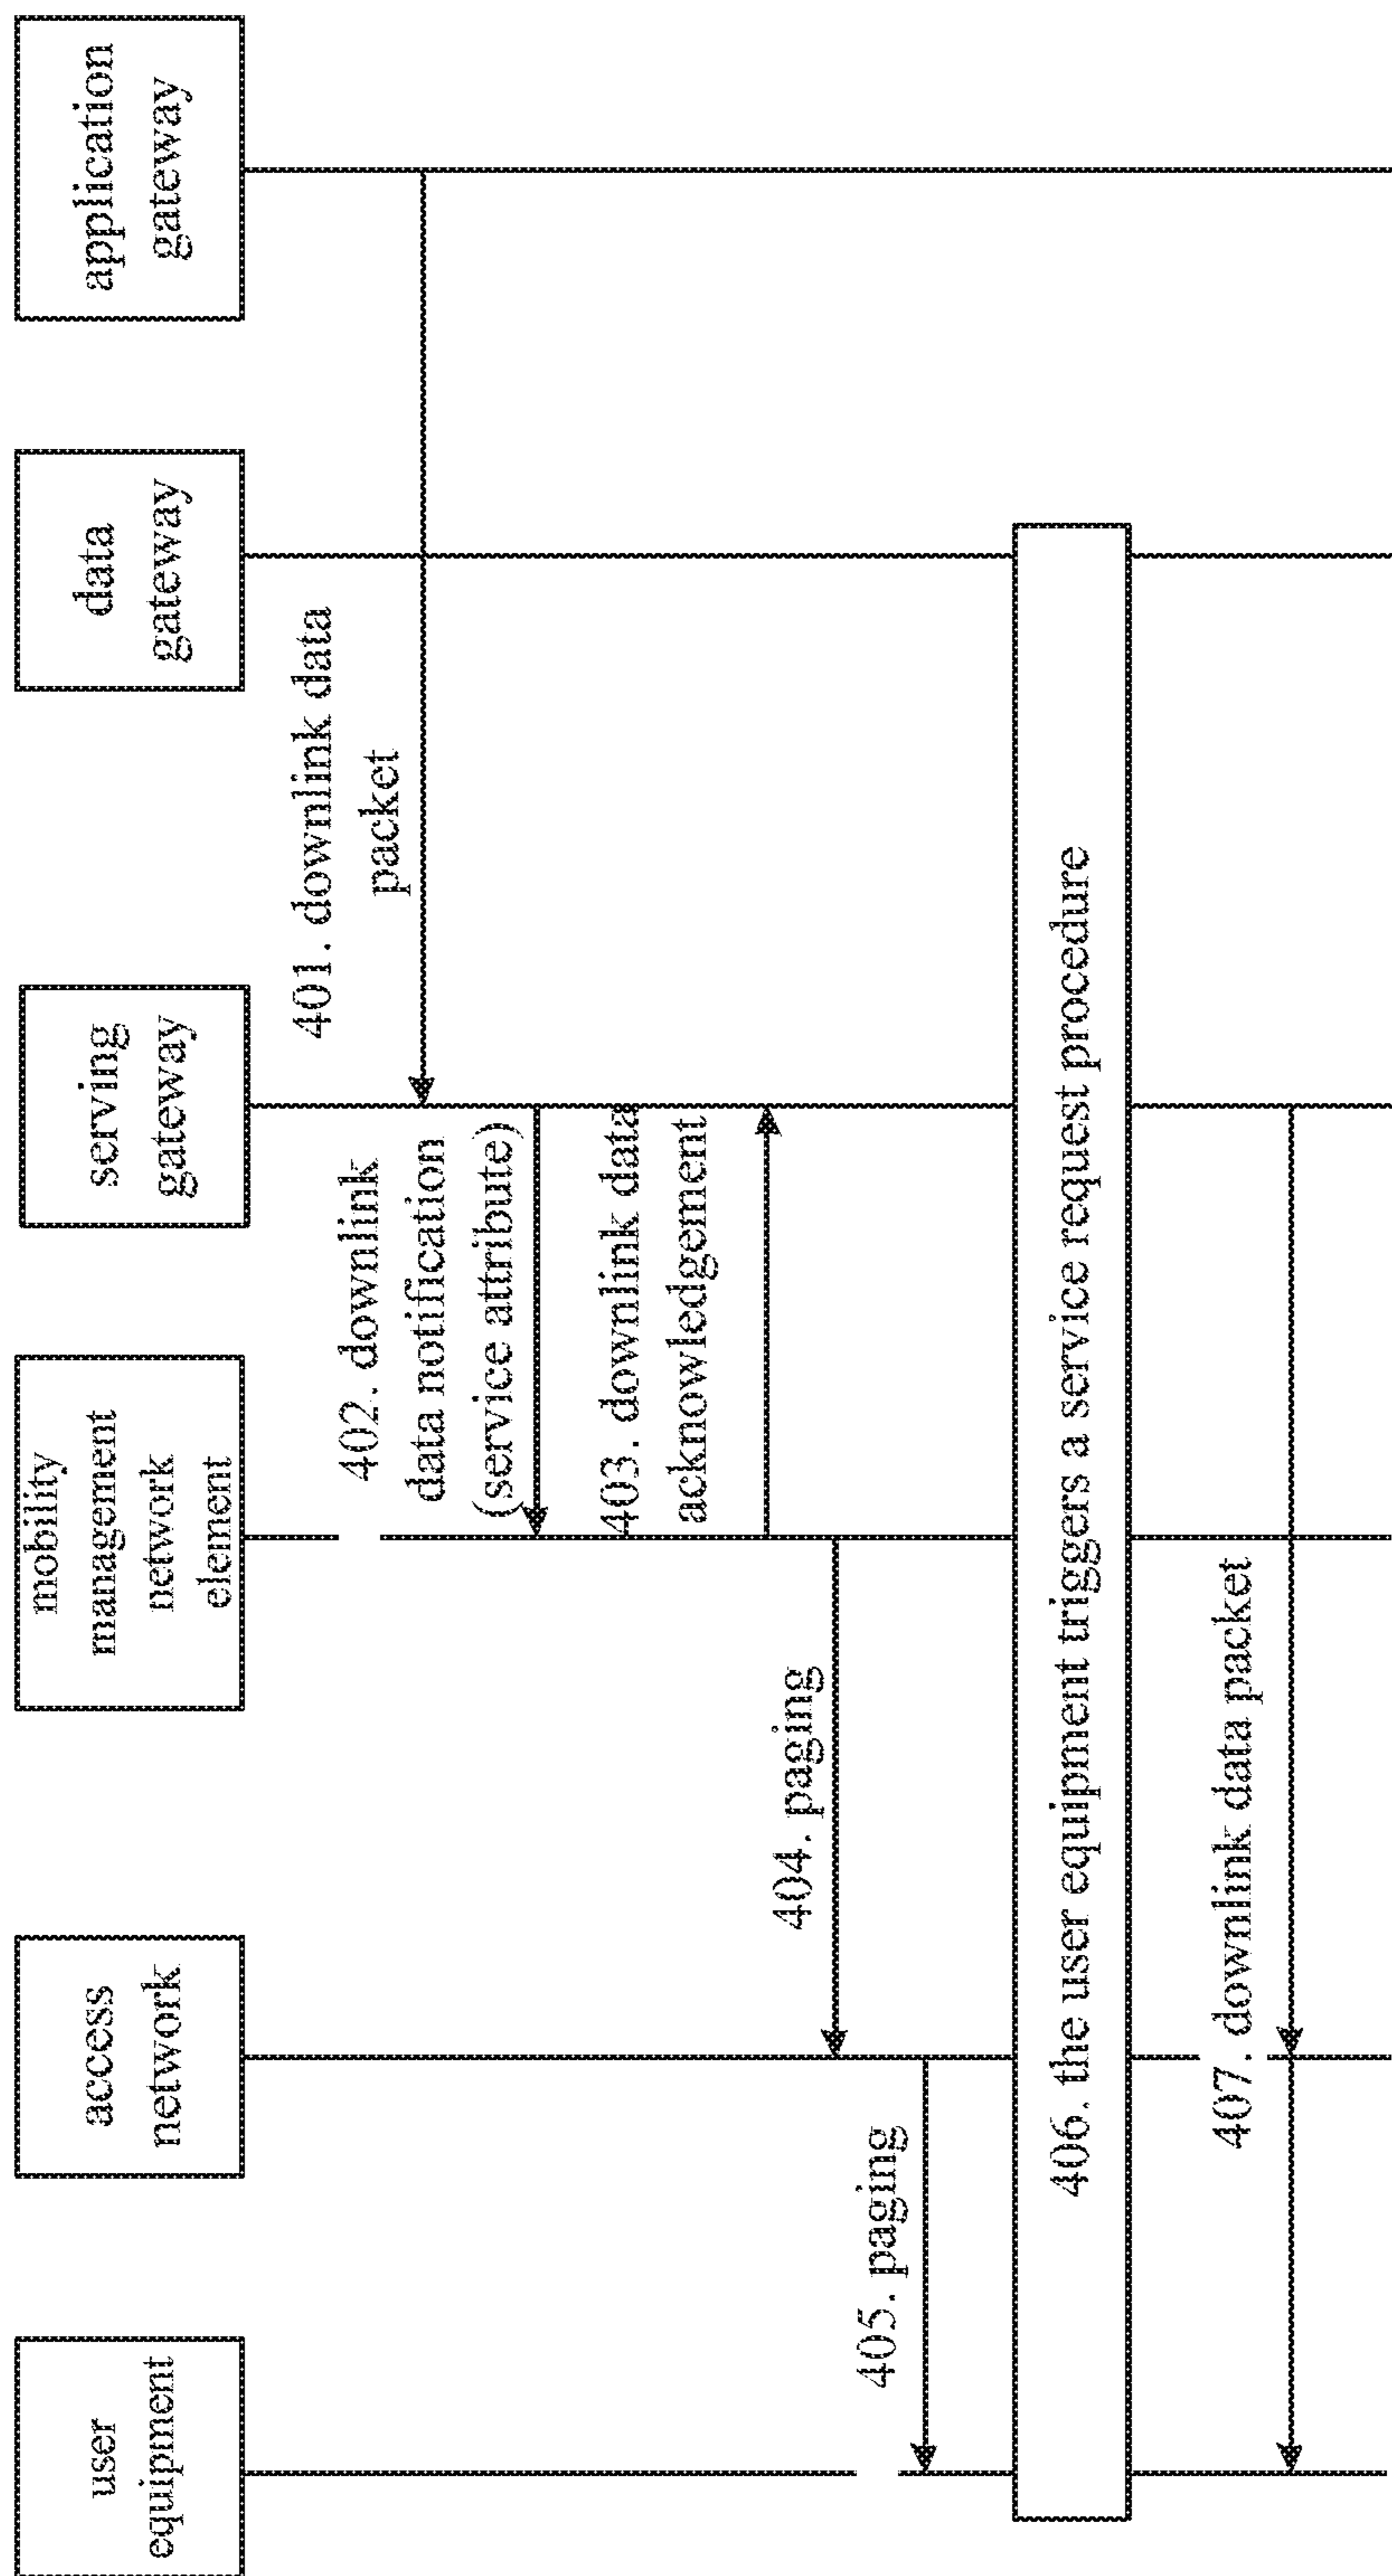 user
equipment
access
network
mobility
management
network
element
serving
gateway
data
gateway
application
gateway
401. downlink data
packet
402. downlink
data notification
(service attribute)
403. downlink data
acknowledgement
404. paging
405. paging
406. the user equipment triggers a service request procedure
407. downlink data packet